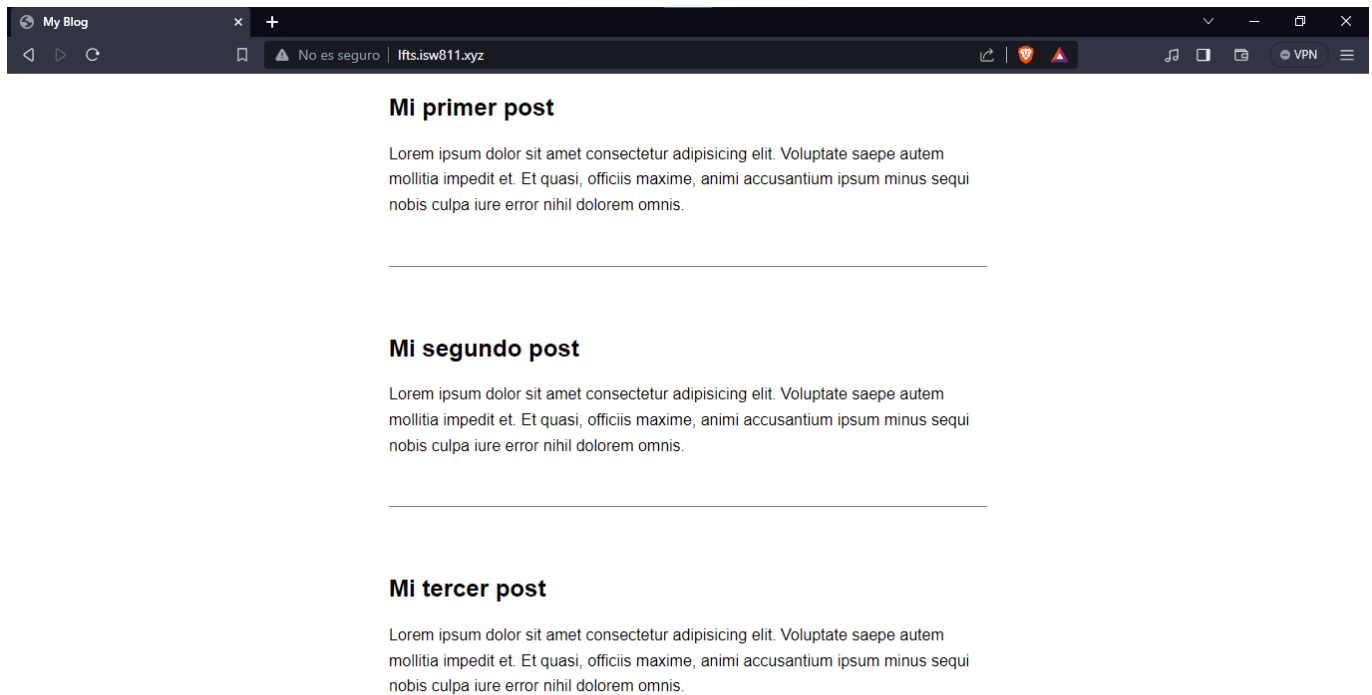 My Blog
No es seguro lfts.isw811.xyz
VPN
Mi primer post
Lorem ipsum dolor sit amet consectetur adipisicing elit. Voluptate saepe autem
mollitia impedit et. Et quasi, officiis maxime, animi accusantium ipsum minus sequi
nobis culpa iure error nihil dolorem omnis.
Mi segundo post
Lorem ipsum dolor sit amet consectetur adipisicing elit. Voluptate saepe autem
mollitia impedit et. Et quasi, officiis maxime, animi accusantium ipsum minus sequi
nobis culpa iure error nihil dolorem omnis.
Mi tercer post
Lorem ipsum dolor sit amet consectetur adipisicing elit. Voluptate saepe autem
mollitia impedit et. Et quasi, officiis maxime, animi accusantium ipsum minus sequi
nobis culpa iure error nihil dolorem omnis.